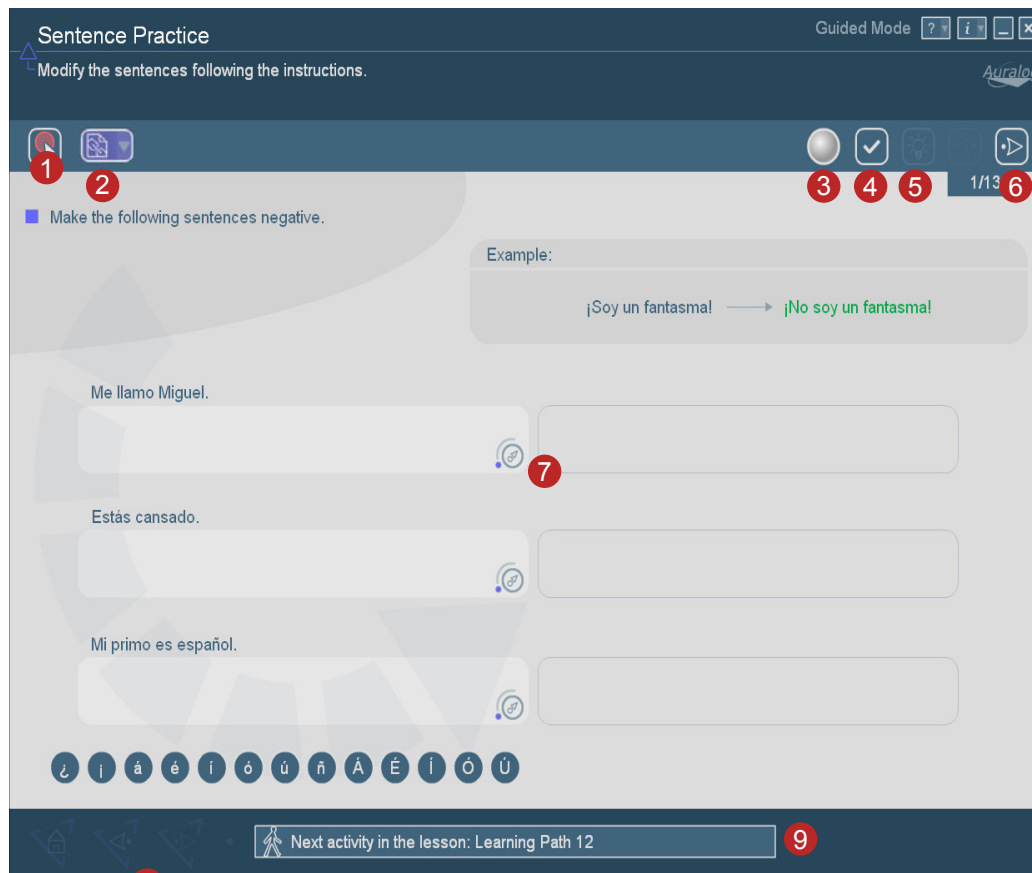 Sentence Practice
Guided Mode ? i
Modify the sentences following the instructions.
1 2 3 4 5 6
1/13
Make the following sentences negative.
Example:
¡Soy un fantasma! ¡No soy un fantasma!
Me llamo Miguel.
7
Estás cansado.
Mi primo es español.
¿ ¡ á é í ó ú ñ Á É Í Ó Ú
Next activity in the lesson: Learning Path 12
9